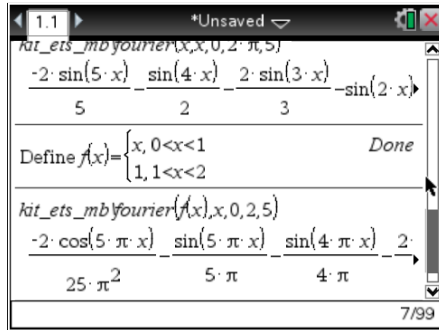 1.1 *Unsaved
kit_ets_mb\fourier(x,x,0,2·π,5)
-2·sin(5·x)/5 - sin(4·x)/2 - 2·sin(3·x)/3 - sin(2·x)
Define f(x)={x, 0<x<1 Done
1, 1<x<2
kit_ets_mb\fourier(f(x),x,0,2,5)
-2·cos(5·π·x)/25·π² - sin(5·π·x)/5·π - sin(4·π·x)/4·π - 2·
7/99